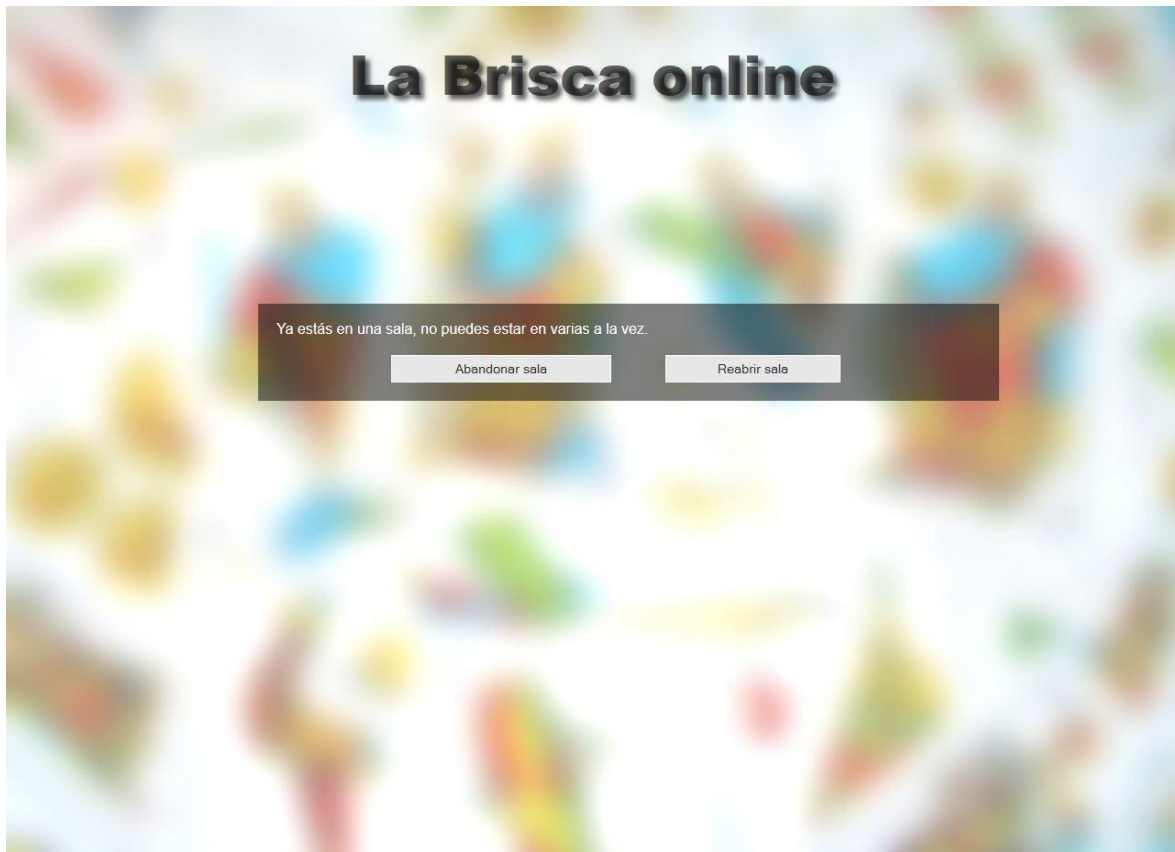 La Brisca online
Ya estás en una sala, no puedes estar en varias a la vez.
Abandonar sala
Reabrir sala